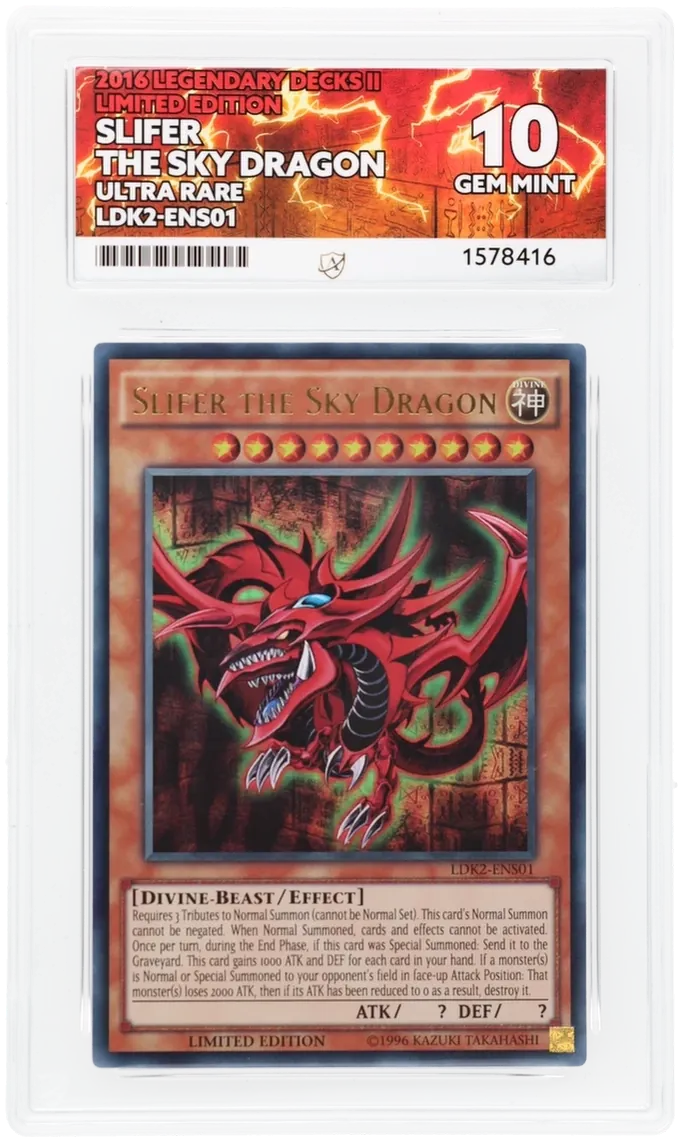 2016 LEGENDARY DECKS II
LIMITED EDITION
SLIFER
THE SKY DRAGON
ULTRA RARE
LDK2-ENS01
10
GEM MINT
1578416
SLIFER THE SKY DRAGON
DIVINE
神
LDK2-ENS01
[DIVINE-BEAST/EFFECT]
Requires 3 Tributes to Normal Summon (cannot be Normal Set). This card's Normal Summon
cannot be negated. When Normal Summoned, cards and effects cannot be activated.
Once per turn, during the End Phase, if this card was Special Summoned: Send it to the
Graveyard. This card gains 1000 ATK and DEF for each card in your hand. If a monster(s)
is Normal or Special Summoned to your opponent's field in face-up Attack Position: That
monster(s) loses 2000 ATK, then if its ATK has been reduced to 0 as a result, destroy it.
ATK/ ? DEF/ ?
LIMITED EDITION
©1996 KAZUKI TAKAHASHI